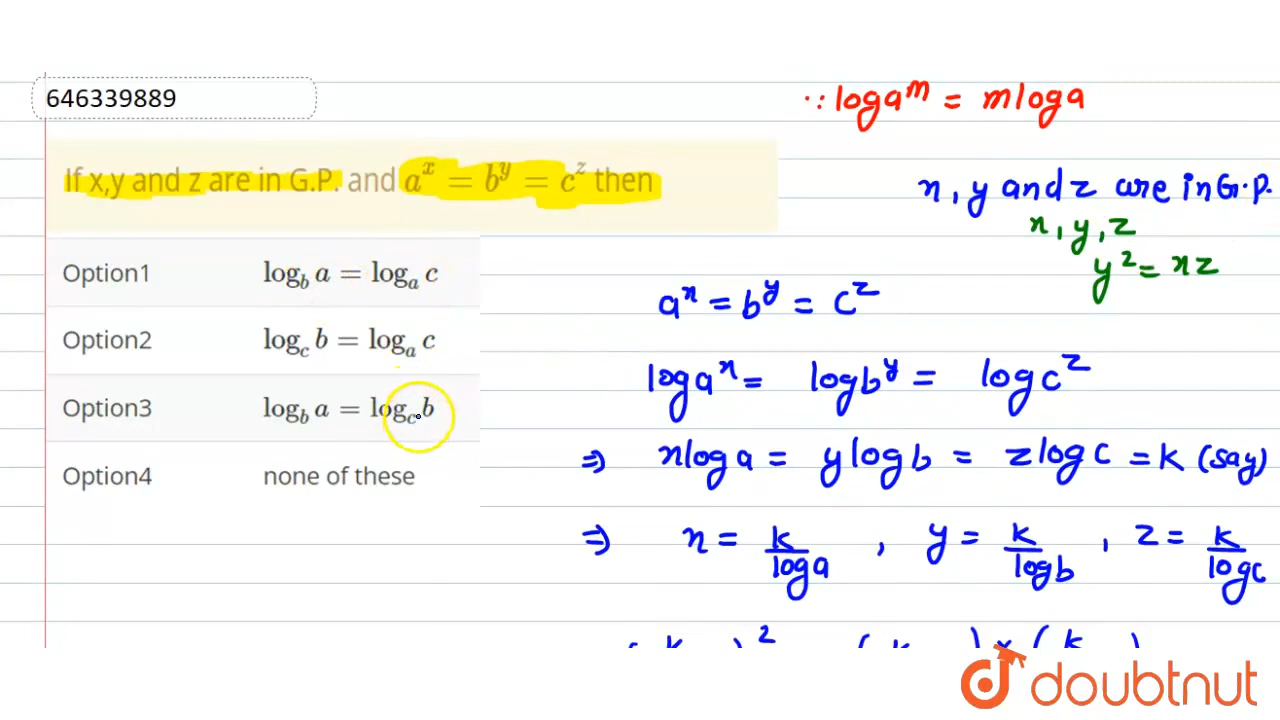 646339889
If x,y and z are in G.P. and a^x = b^y = c^z then
Option1 log_b a = log_a c
Option2 log_c b = log_a c
Option3 log_b a = log_c b
Option4 none of these
∵ log a^m = m log a
x, y and z are in G.P.
x, y, z
y^2 = xz
a^x = b^y = c^z
log a^x = log b^y = log c^z
⇒ x log a = y log b = z log c = k (say)
⇒ x = k/log a , y = k/log b , z = k/log c
doubtnut